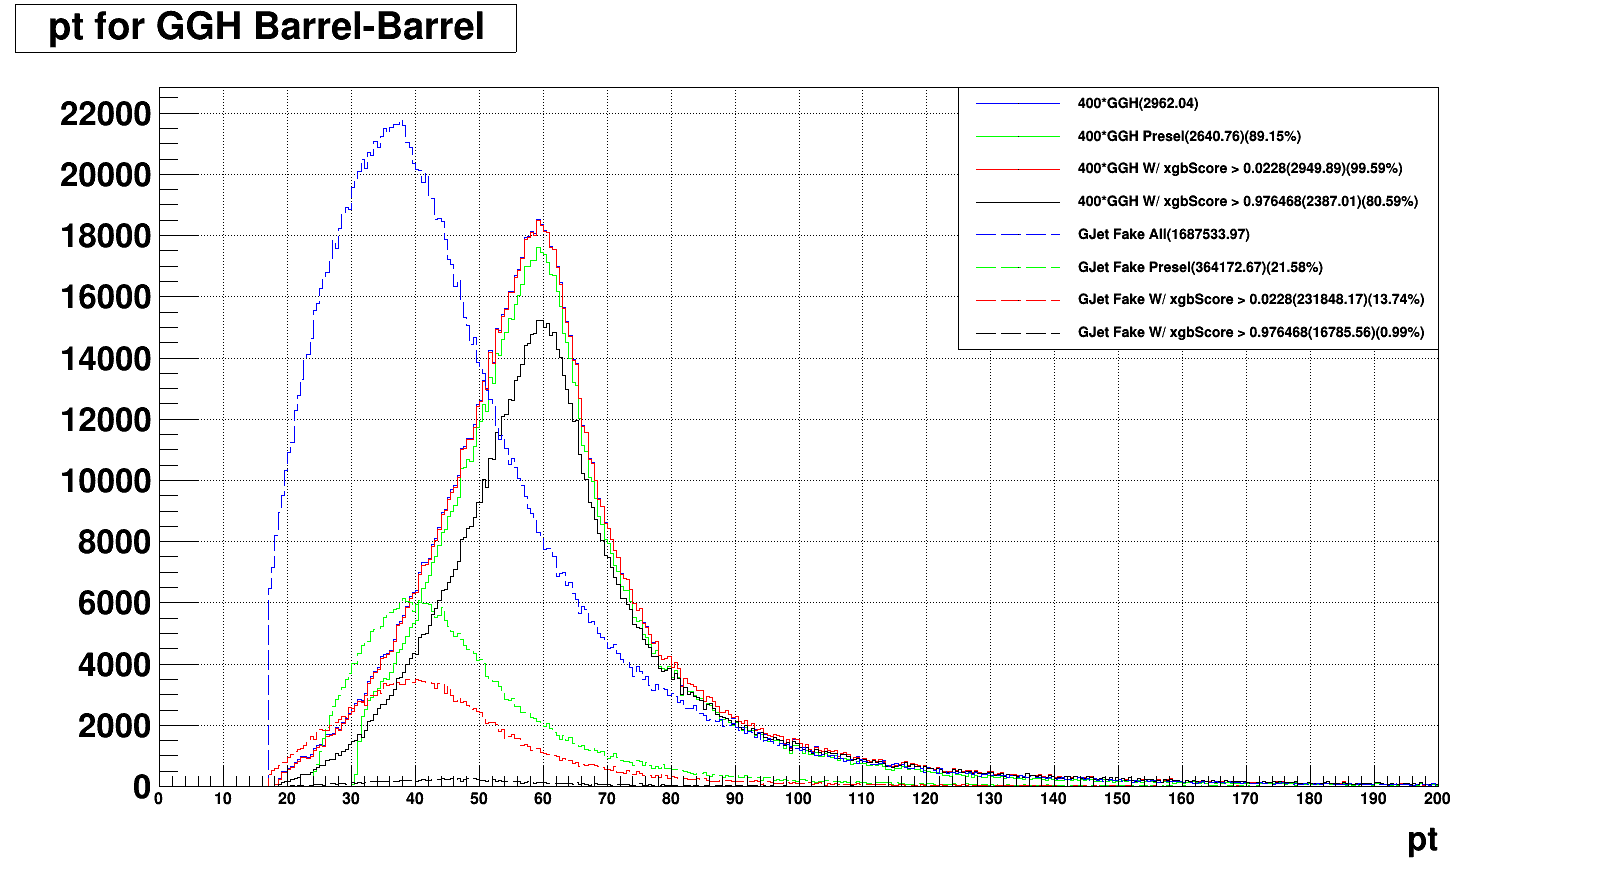 pt for GGH Barrel-Barrel
400*GGH(2962.04)
400*GGH Presel(2640.76)(89.15%)
400*GGH W/ xgbScore > 0.0228(2949.89)(99.59%)
400*GGH W/ xgbScore > 0.976468(2387.01)(80.59%)
GJet Fake All(1687533.97)
GJet Fake Presel(364172.67)(21.58%)
GJet Fake W/ xgbScore > 0.0228(231848.17)(13.74%)
GJet Fake W/ xgbScore > 0.976468(16785.56)(0.99%)
22000
20000
18000
16000
14000
12000
10000
8000
6000
4000
2000
0
0 10 20 30 40 50 60 70 80 90 100 110 120 130 140 150 160 170 180 190 200
pt